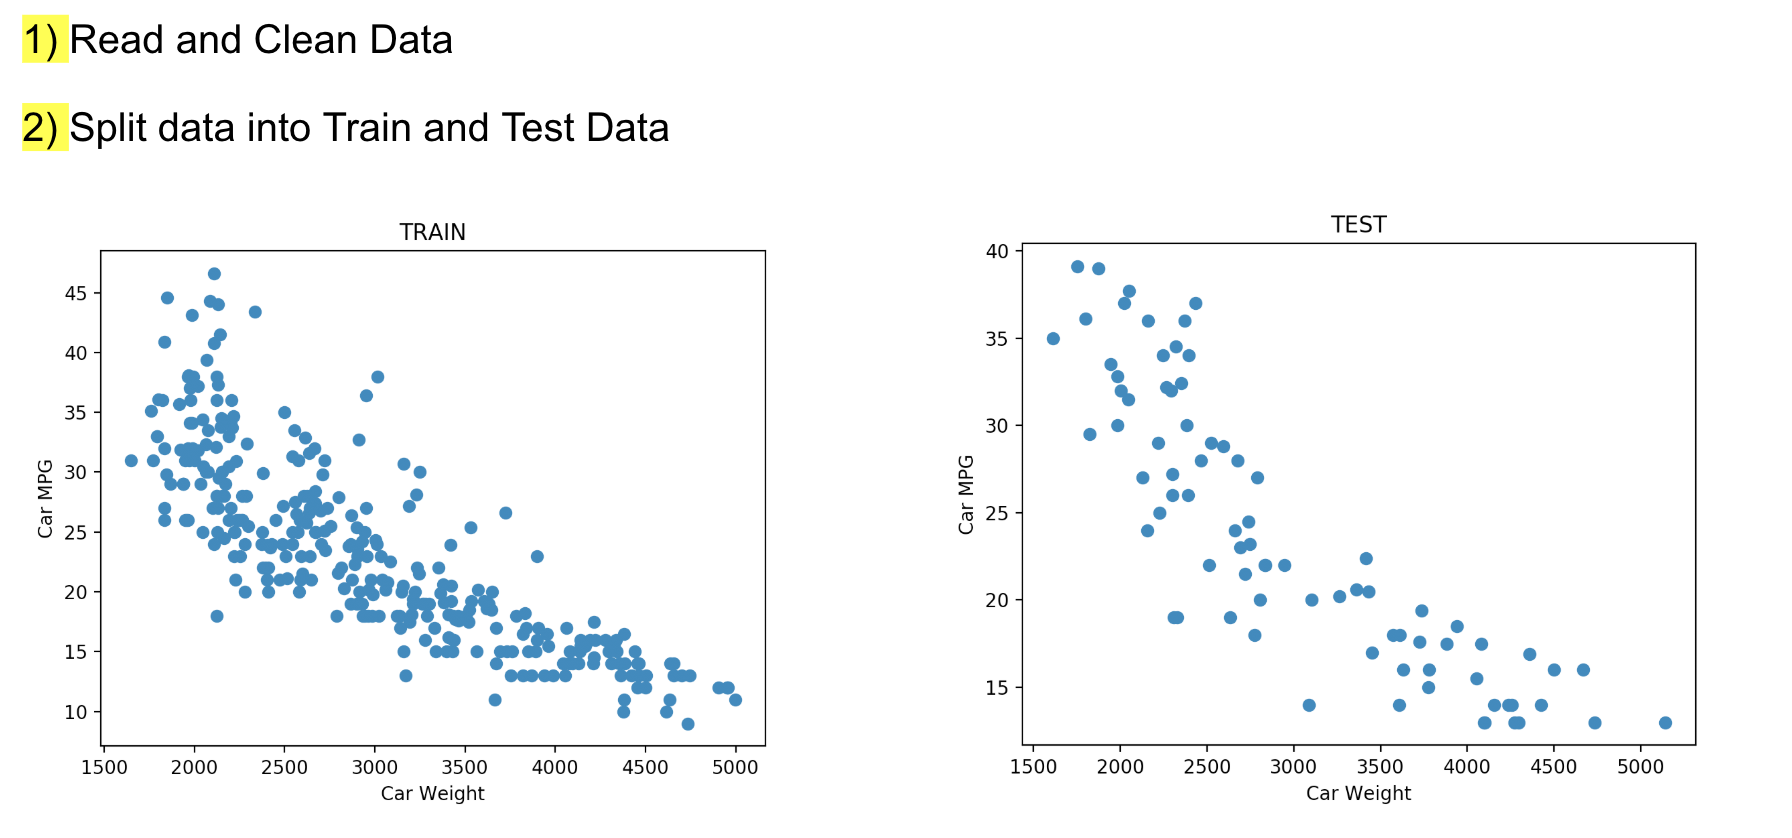 1) Read and Clean Data
2) Split data into Train and Test Data
TRAIN
45
40
35
30
25
20
15
10
Car MPG
1500 2000 2500 3000 3500 4000 4500 5000
Car Weight
TEST
40
35
30
25
20
15
Car MPG
1500 2000 2500 3000 3500 4000 4500 5000
Car Weight